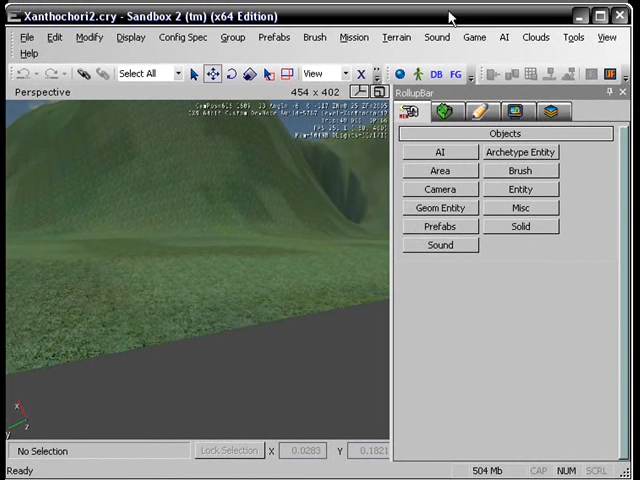 Xanthochori2.cry - Sandbox 2 (tm) (x64 Edition)
File Edit Modify Display Config Spec Group Prefabs Brush Mission Terrain Sound Game AI Clouds Tools View
Help
Select All View X DB FG
Perspective 454 x 402 RollupBar
Objects
AI Archetype Entity
Area Brush
Camera Entity
Geom Entity Misc
Prefabs Solid
Sound
x
y z
No Selection Lock Selection X 0.0283 Y 0.1821
Ready 504 Mb CAP NUM SCRL